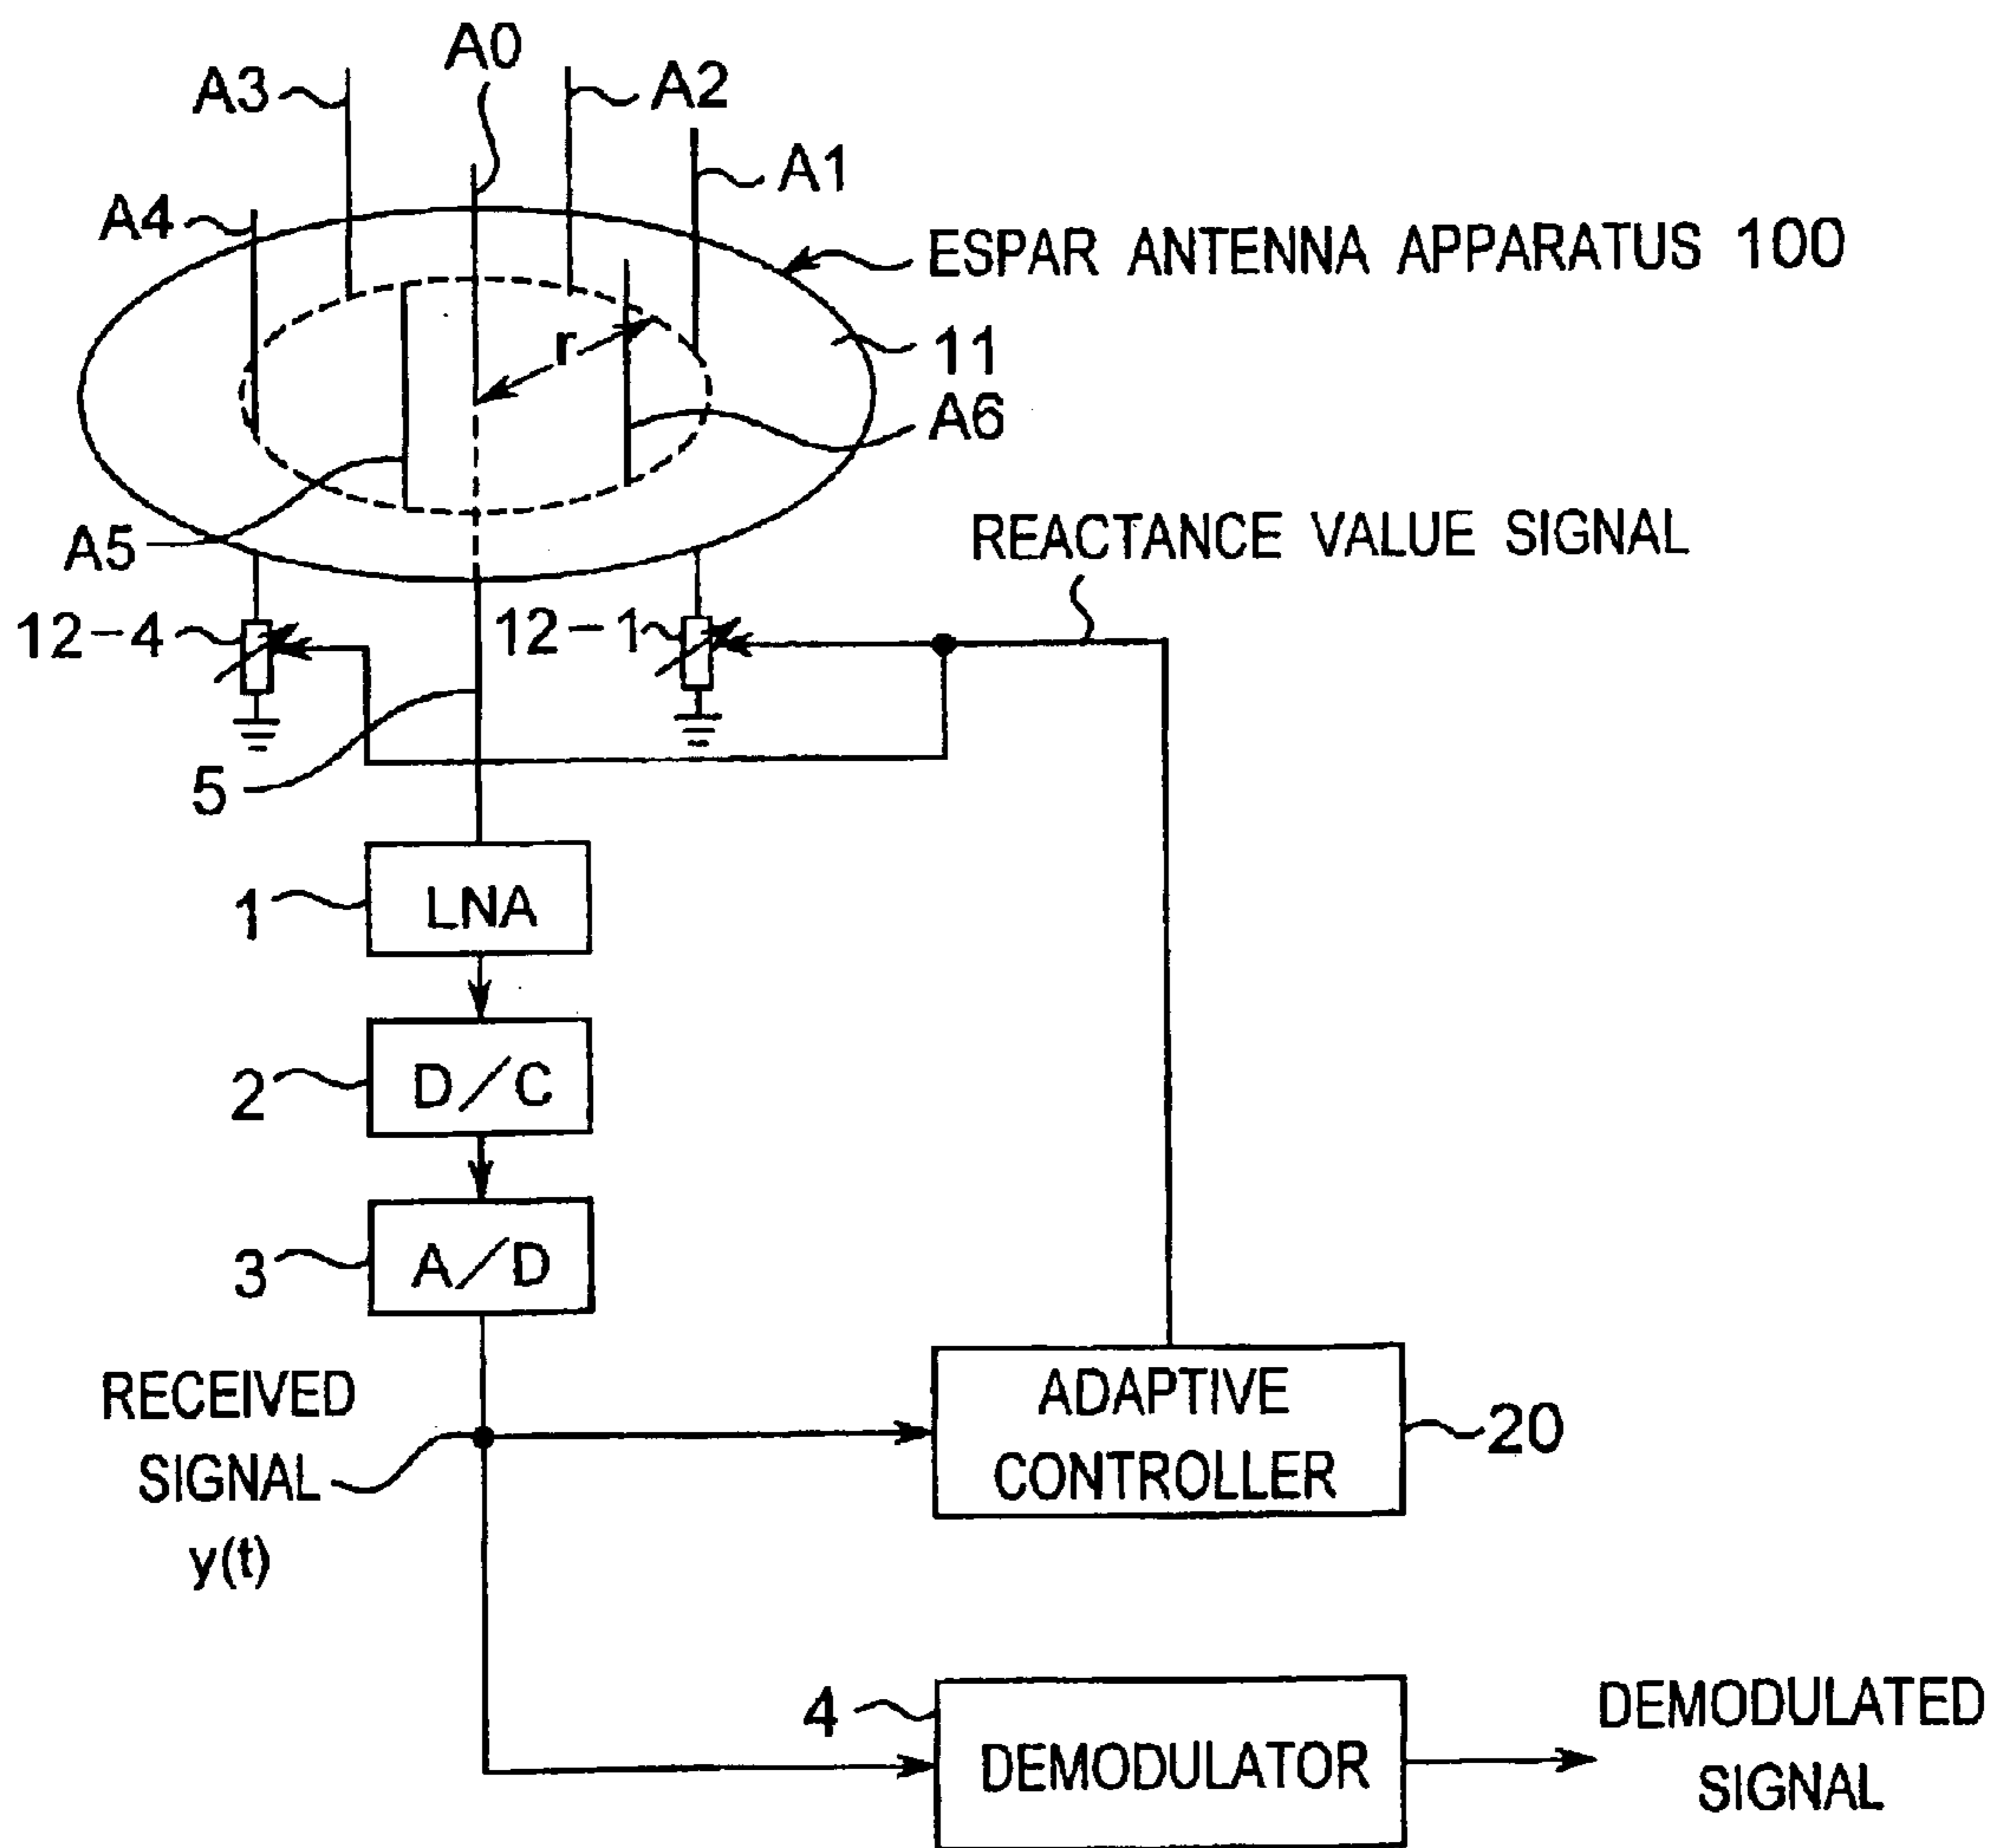 A0
A3
A2
A1
A4
ESPAR ANTENNA APPARATUS 100
r
11
A6
A5
REACTANCE VALUE SIGNAL
12-4
12-1
5
1
LNA
2
D/C
3
A/D
RECEIVED
SIGNAL
y(t)
ADAPTIVE
CONTROLLER
20
4
DEMODULATOR
DEMODULATED
SIGNAL